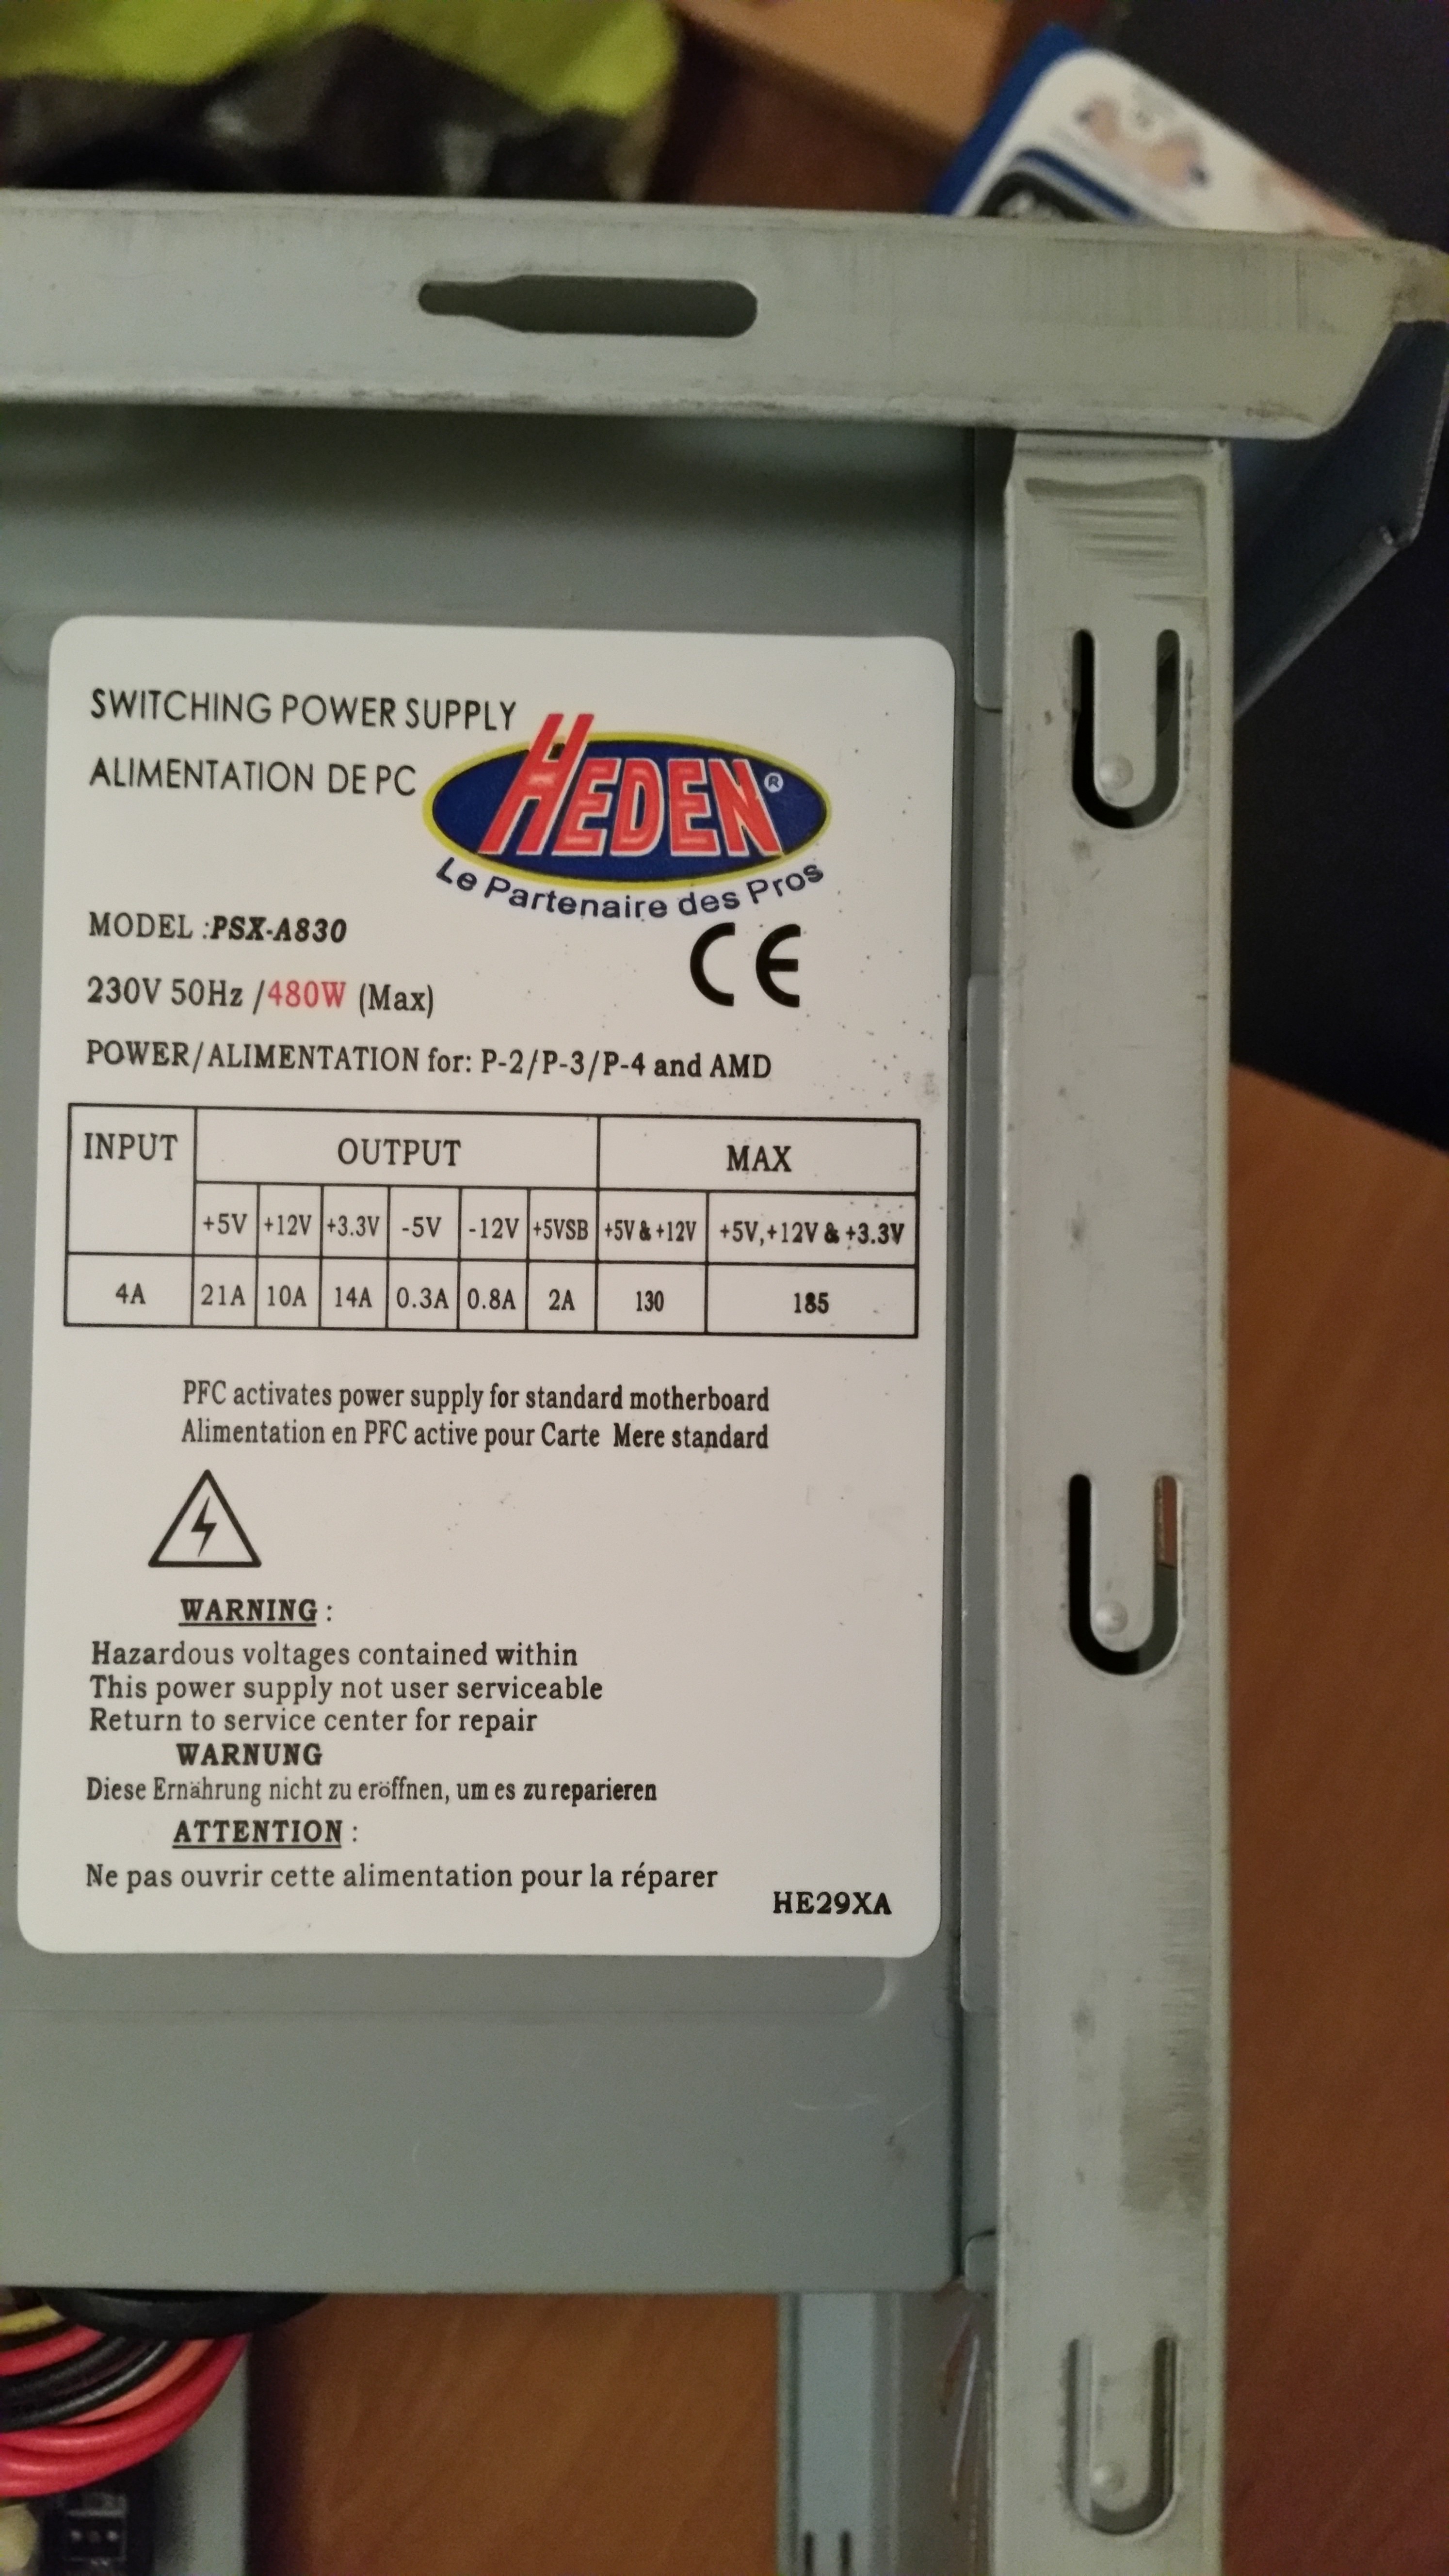 SWITCHING POWER SUPPLY
ALIMENTATION DE PC
HEDEN®
Le Partenaire des Pros
MODEL :PSX-A830
CE
230V 50Hz /480W (Max)
POWER/ALIMENTATION for: P-2/P-3/P-4 and AMD
INPUT OUTPUT MAX
+5V +12V +3.3V -5V -12V +5VSB +5V & +12V +5V,+12V & +3.3V
4A 21A 10A 14A 0.3A 0.8A 2A 130 185
PFC activates power supply for standard motherboard
Alimentation en PFC active pour Carte Mere standard
WARNING :
Hazardous voltages contained within
This power supply not user serviceable
Return to service center for repair
WARNUNG
Diese Ernährung nicht zu eröffnen, um es zu reparieren
ATTENTION :
Ne pas ouvrir cette alimentation pour la réparer
HE29XA